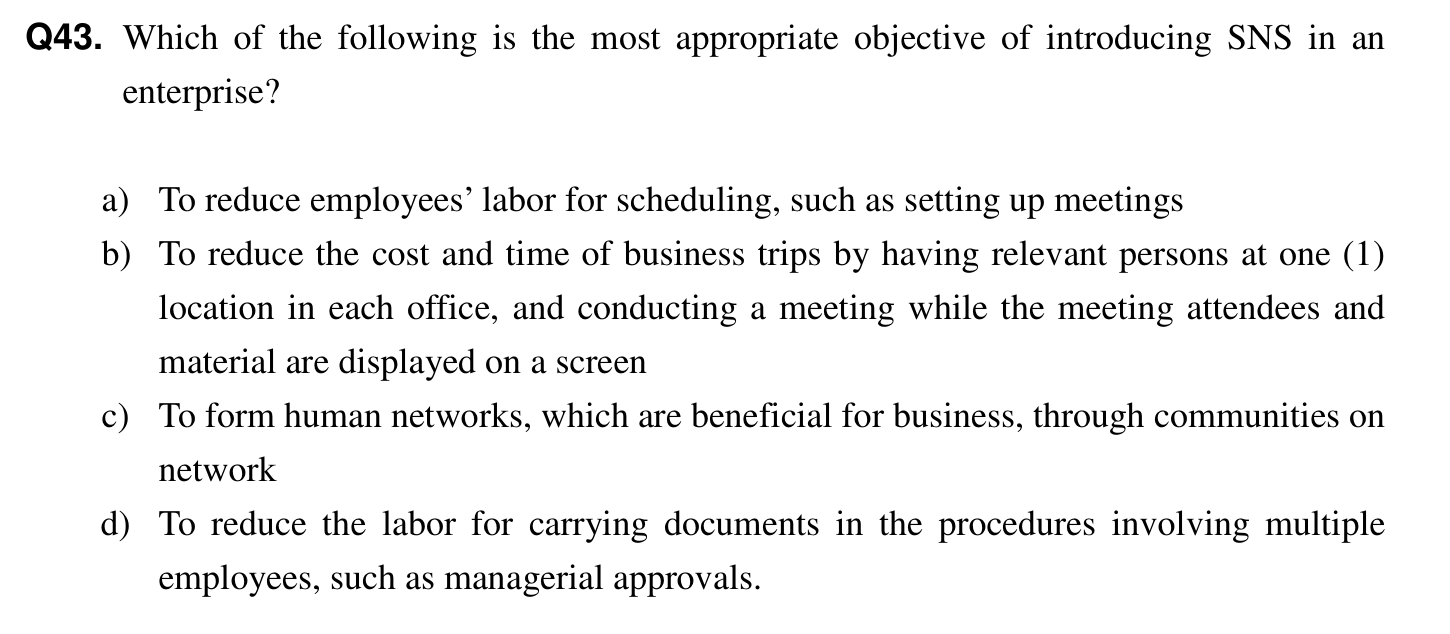 Q43. Which of the following is the most appropriate objective of introducing SNS in an
enterprise?
a) To reduce employees’ labor for scheduling, such as setting up meetings
b) To reduce the cost and time of business trips by having relevant persons at one (1)
location in each office, and conducting a meeting while the meeting attendees and
material are displayed on a screen
c) To form human networks, which are beneficial for business, through communities on
network
d) To reduce the labor for carrying documents in the procedures involving multiple
employees, such as managerial approvals.